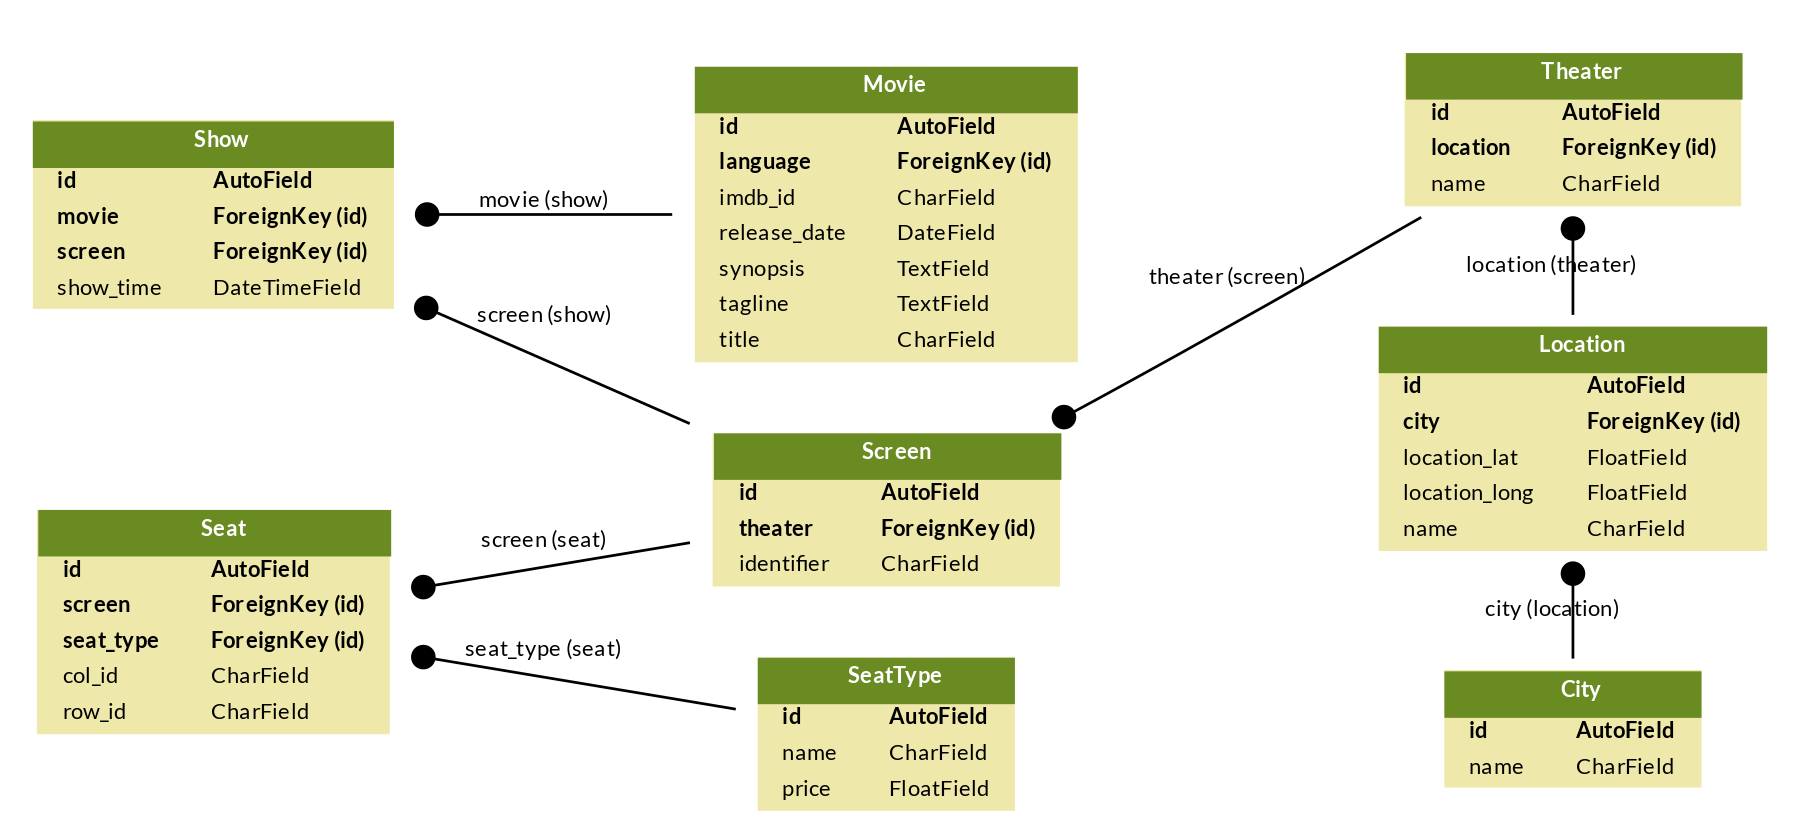 Show
id AutoField
movie ForeignKey (id)
screen ForeignKey (id)
show_time DateTimeField
movie (show)
screen (show)
Movie
id AutoField
language ForeignKey (id)
imdb_id CharField
release_date DateField
synopsis TextField
tagline TextField
title CharField
theater (screen)
Theater
id AutoField
location ForeignKey (id)
name CharField
location (theater)
Location
id AutoField
city ForeignKey (id)
location_lat FloatField
location_long FloatField
name CharField
Screen
id AutoField
theater ForeignKey (id)
identifier CharField
Seat
id AutoField
screen ForeignKey (id)
seat_type ForeignKey (id)
col_id CharField
row_id CharField
screen (seat)
seat_type (seat)
SeatType
id AutoField
name CharField
price FloatField
city (location)
City
id AutoField
name CharField